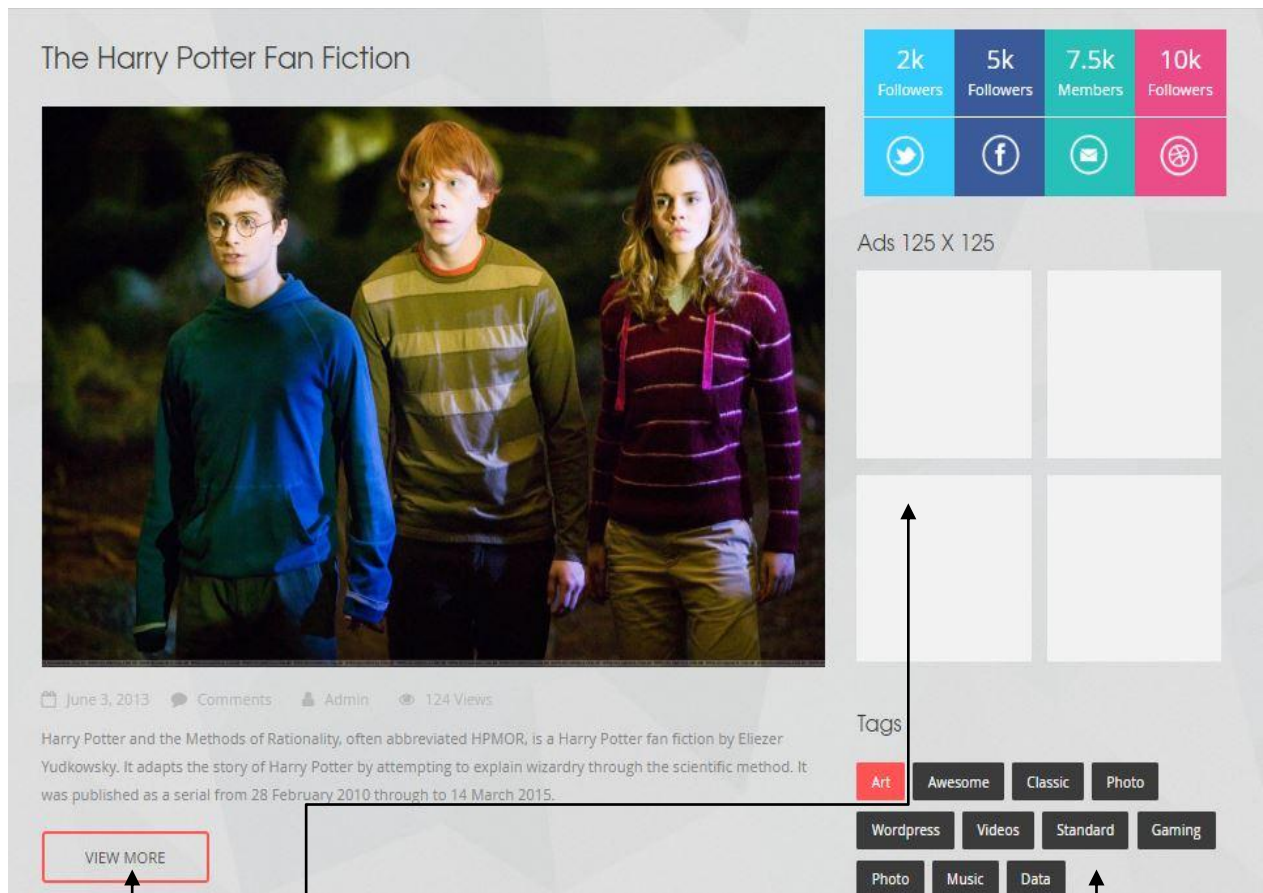 The Harry Potter Fan Fiction
June 3, 2013 Comments Admin 124 Views
Harry Potter and the Methods of Rationality, often abbreviated HPMOR, is a Harry Potter fan fiction by Eliezer
Yudkowsky. It adapts the story of Harry Potter by attempting to explain wizardry through the scientific method. It
was published as a serial from 28 February 2010 through to 14 March 2015.
VIEW MORE
2k 5k 7.5k 10k
Followers Followers Members Followers
Ads 125 X 125
Tags
Art Awesome Classic Photo
Wordpress Videos Standard Gaming
Photo Music Data